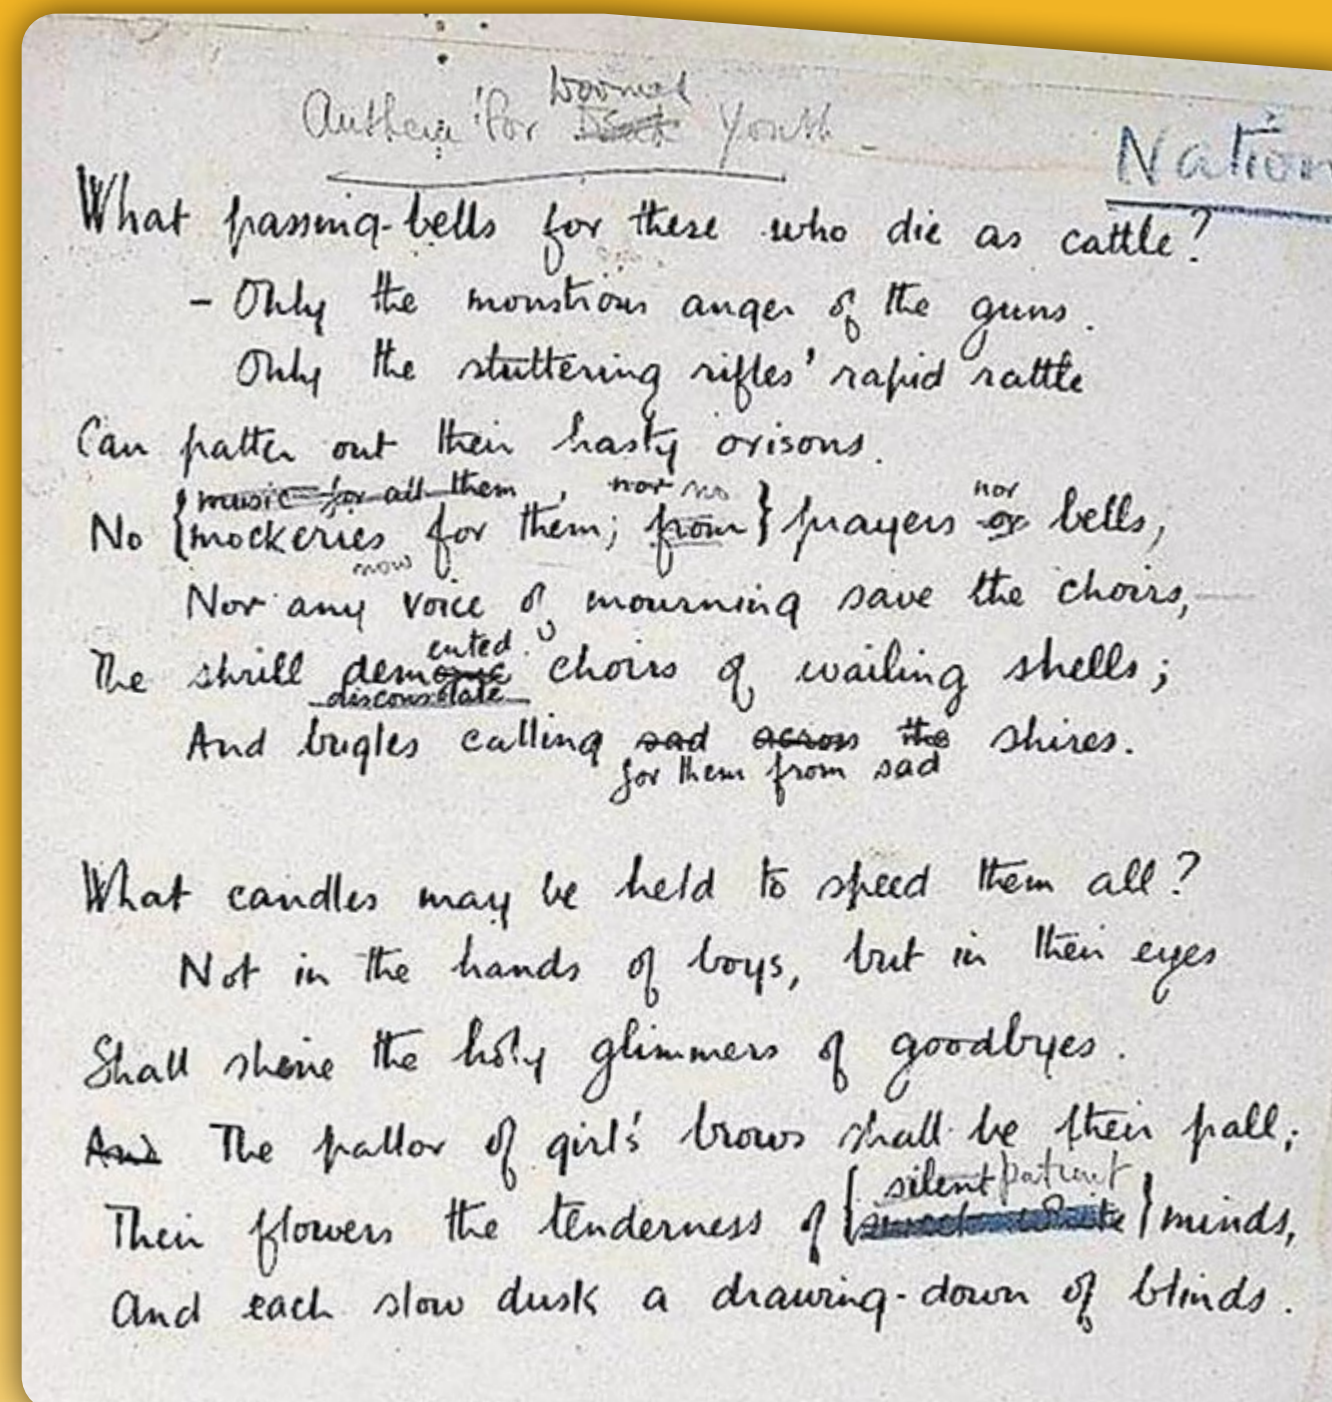 Doomed
Anthem for Dead Youth
Nation
What passing-bells for these who die as cattle?
- Only the monstrous anger of the guns.
Only the stuttering rifles' rapid rattle
Can patter out their hasty orisons.
music for all them, nor no nor
No {mockeries for them; from} prayers or bells,
now
Nor any voice of mourning save the choirs,
ented
The shrill demonic choirs of wailing shells;
disconsolate
And bugles calling sad across the shires.
for them from sad
What candles may be held to speed them all?
Not in the hands of boys, but in their eyes
Shall shine the holy glimmers of goodbyes.
And The pallor of girl's brows shall be their pall;
silent patient
Their flowers the tenderness of { white } minds,
And each slow dusk a drawing-down of blinds.